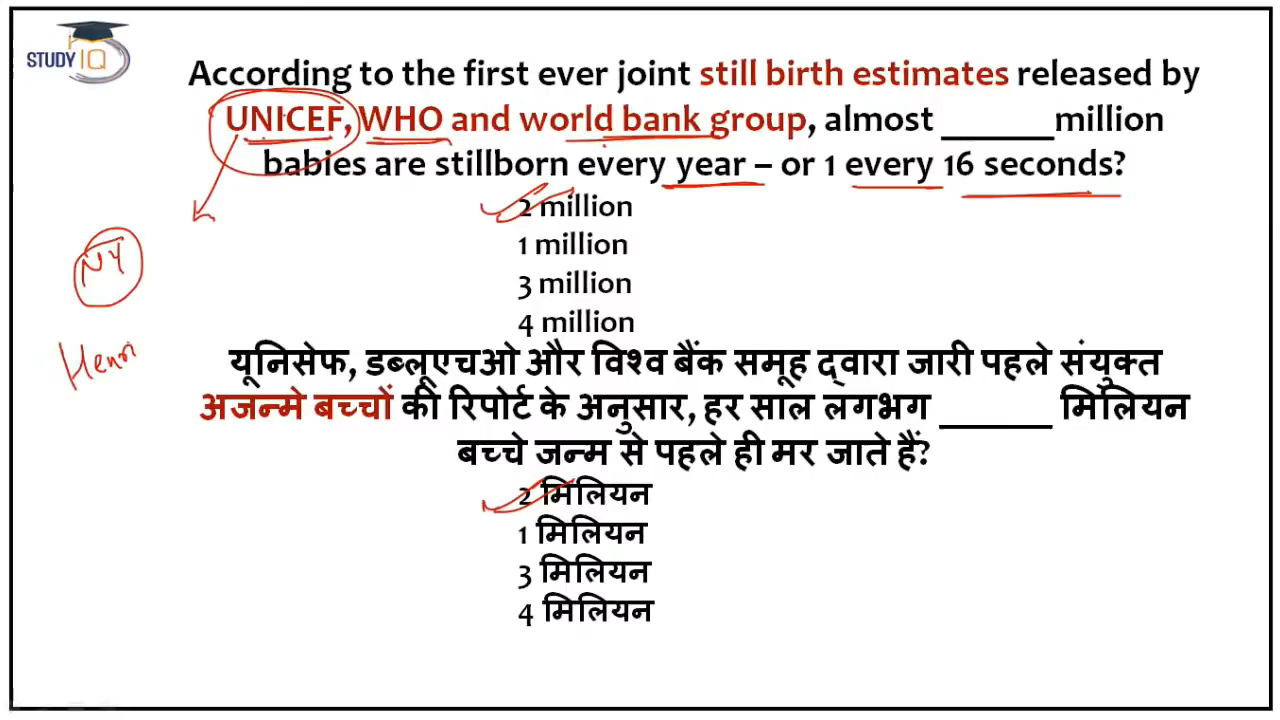 STUDY IQ
According to the first ever joint still birth estimates released by
UNICEF, WHO and world bank group, almost ______million
babies are stillborn every year – or 1 every 16 seconds?
2 million
1 million
3 million
4 million
NY
Henri
यूनिसेफ, डब्लूएचओ और विश्व बैंक समूह द्वारा जारी पहले संयुक्त
अजन्मे बच्चों की रिपोर्ट के अनुसार, हर साल लगभग ______ मिलियन
बच्चे जन्म से पहले ही मर जाते हैं?
2 मिलियन
1 मिलियन
3 मिलियन
4 मिलियन